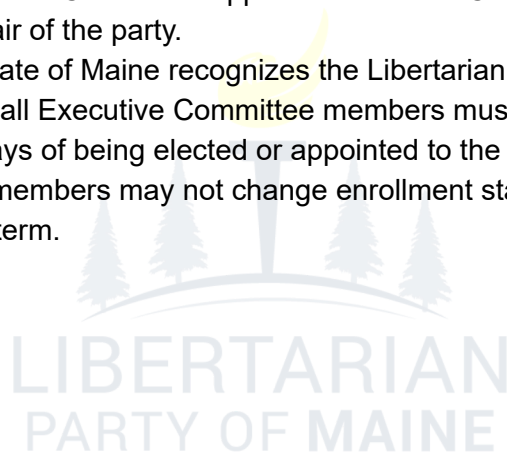 air of the party.
ate of Maine recognizes the Libertarian
all Executive Committee members mus
ays of being elected or appointed to the
members may not change enrollment sta
term.
LIBERTARIAN
PARTY OF MAINE